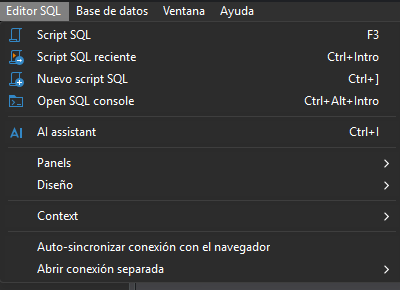 Editor SQL Base de datos Ventana Ayuda
Script SQL F3
Script SQL reciente Ctrl+Intro
Nuevo script SQL Ctrl+]
Open SQL console Ctrl+Alt+Intro
AI AI assistant Ctrl+I
Panels
Diseño
Context
Auto-sincronizar conexión con el navegador
Abrir conexión separada